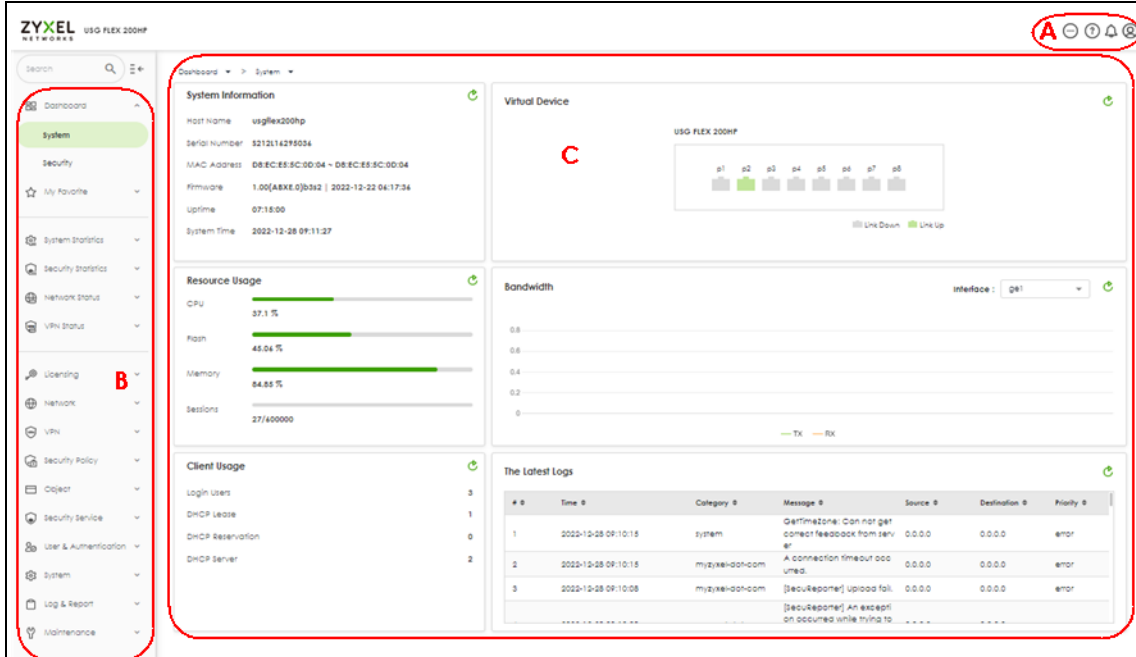 ZYXEL
NETWORKS
USG FLEX 200HP
A
Search
Dashboard
System
Security
My Favorite
System Statistics
Security Statistics
Network Status
VPN Status
Licensing
B
Network
VPN
Security Policy
Object
Security Service
User & Authentication
System
Log & Report
Maintenance
Dashboard > System
System Information
Host Name usgflex200hp
Serial Number S212L16295036
MAC Address D8:EC:E5:5C:0D:04 ~ D8:EC:E5:5C:0D:04
Firmware 1.00(ABXE.0)b3s2 | 2022-12-22 06:17:36
Uptime 07:15:00
System Time 2022-12-28 09:11:27
C
Virtual Device
USG FLEX 200HP
p1 p2 p3 p4 p5 p6 p7 p8
Link Down Link Up
Resource Usage
CPU
37.1 %
Flash
45.06 %
Memory
84.85 %
Sessions
27/600000
Bandwidth
Interface : ge1
0.8
0.6
0.4
0.2
0
TX RX
Client Usage
Login Users 3
DHCP Lease 1
DHCP Reservation 0
DHCP Server 2
The Latest Logs
# Time Category Message Source Destination Priority
1 2022-12-28 09:10:15 system GetTimeZone: Can not get correct feedback from server 0.0.0.0 0.0.0.0 error
2 2022-12-28 09:10:15 myzyxel-dot-com A connection timeout occurred. 0.0.0.0 0.0.0.0 error
3 2022-12-28 09:10:08 myzyxel-dot-com [SecuReporter] Upload fail. 0.0.0.0 0.0.0.0 error
[SecuReporter] An exception occurred while trying to